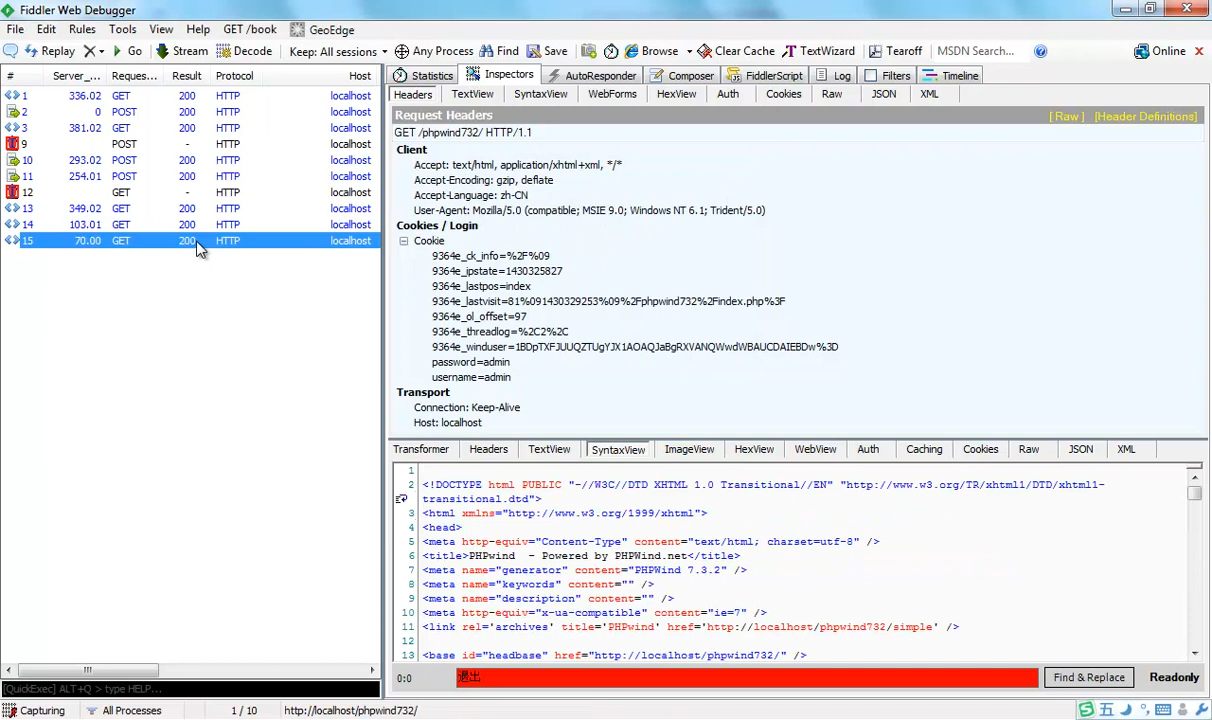 Fiddler Web Debugger
File Edit Rules Tools View Help GET /book GeoEdge
Replay Go Stream Decode Keep: All sessions Any Process Find Save Browse Clear Cache TextWizard Tearoff MSDN Search... Online
# Server_... Reques... Result Protocol Host
1 336.02 GET 200 HTTP localhost
2 0 POST 200 HTTP localhost
3 381.02 GET 200 HTTP localhost
9 POST - HTTP localhost
10 293.02 POST 200 HTTP localhost
11 254.01 POST 200 HTTP localhost
12 GET - HTTP localhost
13 349.02 GET 200 HTTP localhost
14 103.01 GET 200 HTTP localhost
15 70.00 GET 200 HTTP localhost
[QuickExec] ALT+Q > type HELP...
Statistics Inspectors AutoResponder Composer FiddlerScript Log Filters Timeline
Headers TextView SyntaxView WebForms HexView Auth Cookies Raw JSON XML
Request Headers [ Raw ] [Header Definitions]
GET /phpwind732/ HTTP/1.1
Client
Accept: text/html, application/xhtml+xml, */*
Accept-Encoding: gzip, deflate
Accept-Language: zh-CN
User-Agent: Mozilla/5.0 (compatible; MSIE 9.0; Windows NT 6.1; Trident/5.0)
Cookies / Login
Cookie
9364e_ck_info=%2F%09
9364e_ipstate=1430325827
9364e_lastpos=index
9364e_lastvisit=81%091430329253%09%2Fphpwind732%2Findex.php%3F
9364e_ol_offset=97
9364e_threadlog=%2C2%2C
9364e_winduser=1BDpTXFJUUQZTUgYJX1AOAQJaBgRXVANQWwdWBAUCDAIEBDw%3D
password=admin
username=admin
Transport
Connection: Keep-Alive
Host: localhost
Transformer Headers TextView SyntaxView ImageView HexView WebView Auth Caching Cookies Raw JSON XML
1
2 <!DOCTYPE html PUBLIC "-//W3C//DTD XHTML 1.0 Transitional//EN" "http://www.w3.org/TR/xhtml1/DTD/xhtml1-
transitional.dtd">
3 <html xmlns="http://www.w3.org/1999/xhtml">
4 <head>
5 <meta http-equiv="Content-Type" content="text/html; charset=utf-8" />
6 <title>PHPwind  - Powered by PHPWind.net</title>
7 <meta name="generator" content="PHPWind 7.3.2" />
8 <meta name="keywords" content="" />
9 <meta name="description" content="" />
10 <meta http-equiv="x-ua-compatible" content="ie=7" />
11 <link rel='archives' title='PHPwind' href='http://localhost/phpwind732/simple' />
12
13 <base id="headbase" href="http://localhost/phpwind732/" />
0:0 退出 Find & Replace Readonly
Capturing All Processes 1 / 10 http://localhost/phpwind732/ 五